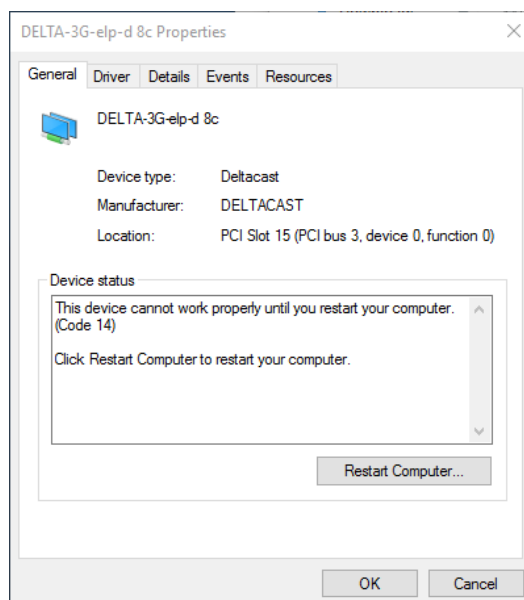 DELTA-3G-elp-d 8c Properties
General Driver Details Events Resources
DELTA-3G-elp-d 8c
Device type: Deltacast
Manufacturer: DELTACAST
Location: PCI Slot 15 (PCI bus 3, device 0, function 0)
Device status
This device cannot work properly until you restart your computer.
(Code 14)
Click Restart Computer to restart your computer.
Restart Computer...
OK Cancel